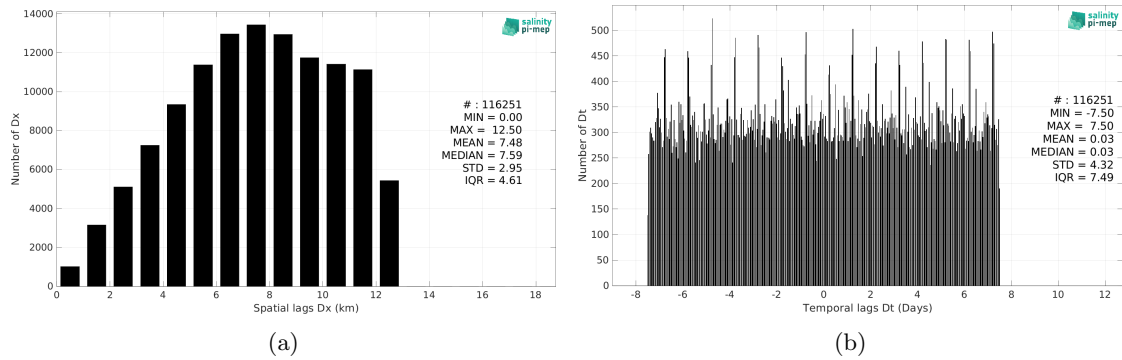 14000
12000
10000
8000
6000
4000
2000
0
Number of Dx
0 2 4 6 8 10 12 14 16 18
Spatial lags Dx (km)
salinity
pi-mep
# : 116251
MIN = 0.00
MAX = 12.50
MEAN = 7.48
MEDIAN = 7.59
STD = 2.95
IQR = 4.61
(a)
500
450
400
350
300
250
200
150
100
50
0
Number of Dt
-8 -6 -4 -2 0 2 4 6 8 10 12
Temporal lags Dt (Days)
salinity
pi-mep
# : 116251
MIN = -7.50
MAX = 7.50
MEAN = 0.03
MEDIAN = 0.03
STD = 4.32
IQR = 7.49
(b)